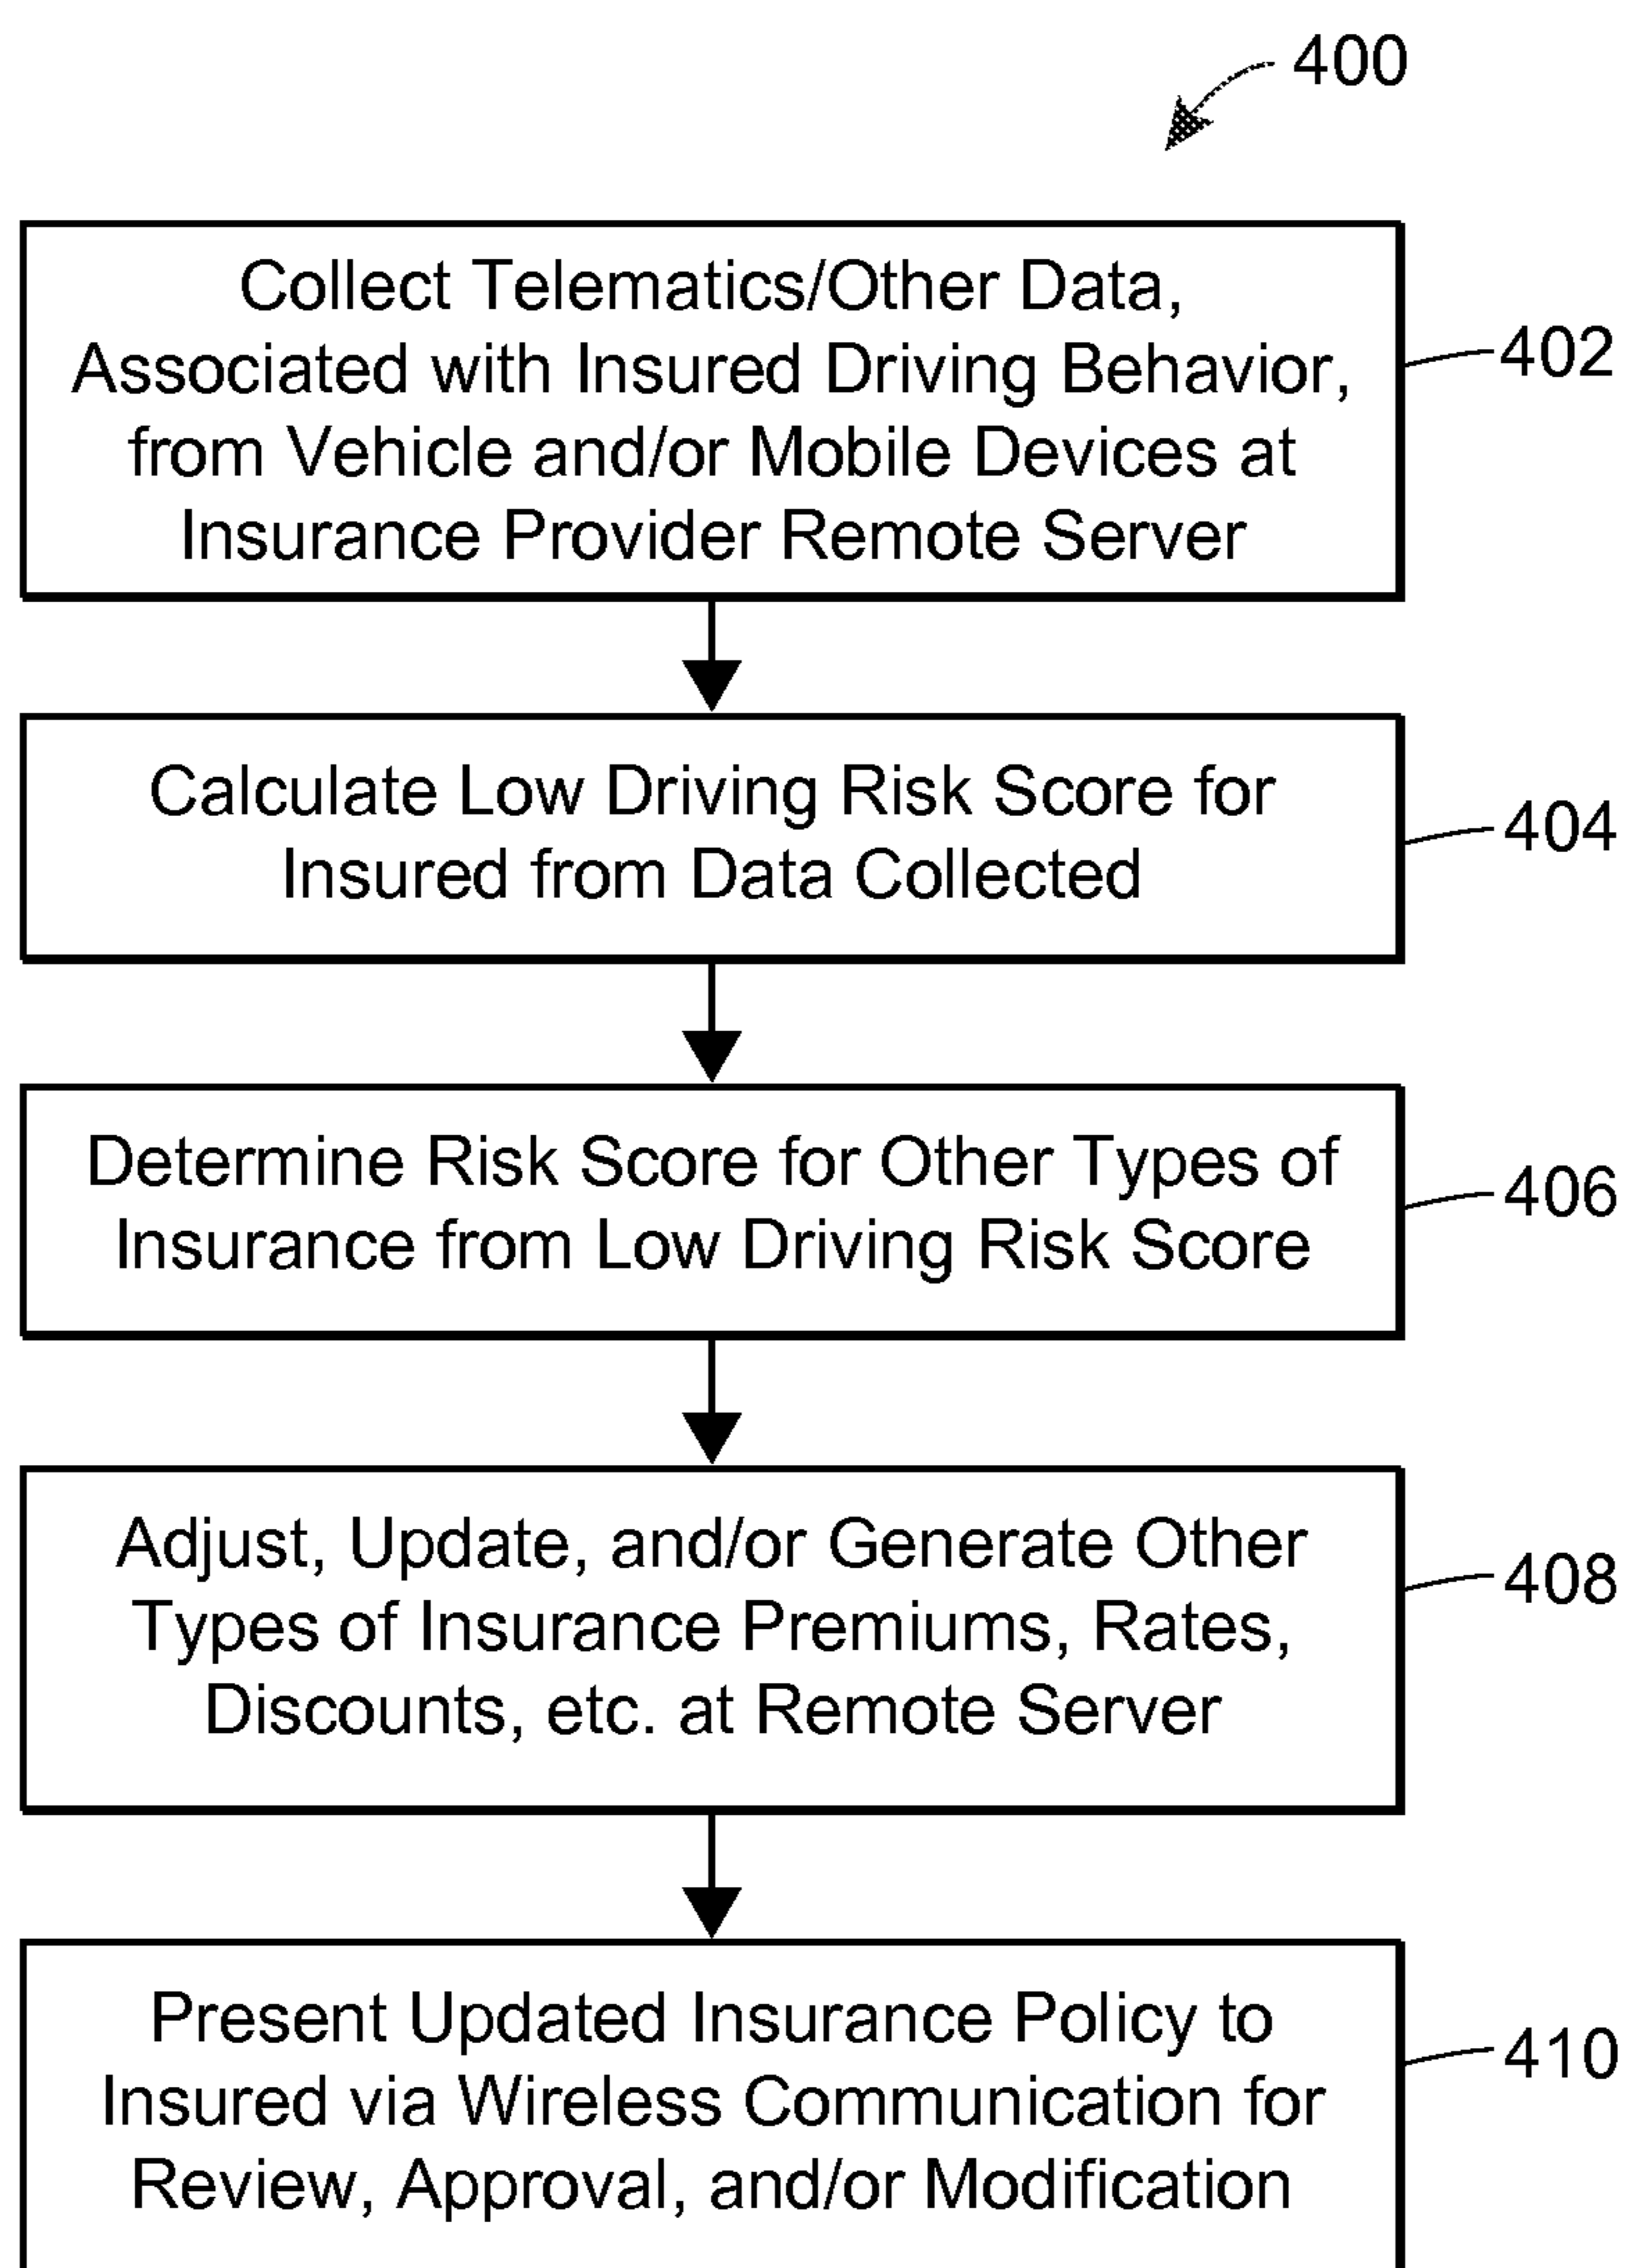 400
Collect Telematics/Other Data,
Associated with Insured Driving Behavior,
from Vehicle and/or Mobile Devices at
Insurance Provider Remote Server
402
Calculate Low Driving Risk Score for
Insured from Data Collected
404
Determine Risk Score for Other Types of
Insurance from Low Driving Risk Score
406
Adjust, Update, and/or Generate Other
Types of Insurance Premiums, Rates,
Discounts, etc. at Remote Server
408
Present Updated Insurance Policy to
Insured via Wireless Communication for
Review, Approval, and/or Modification
410